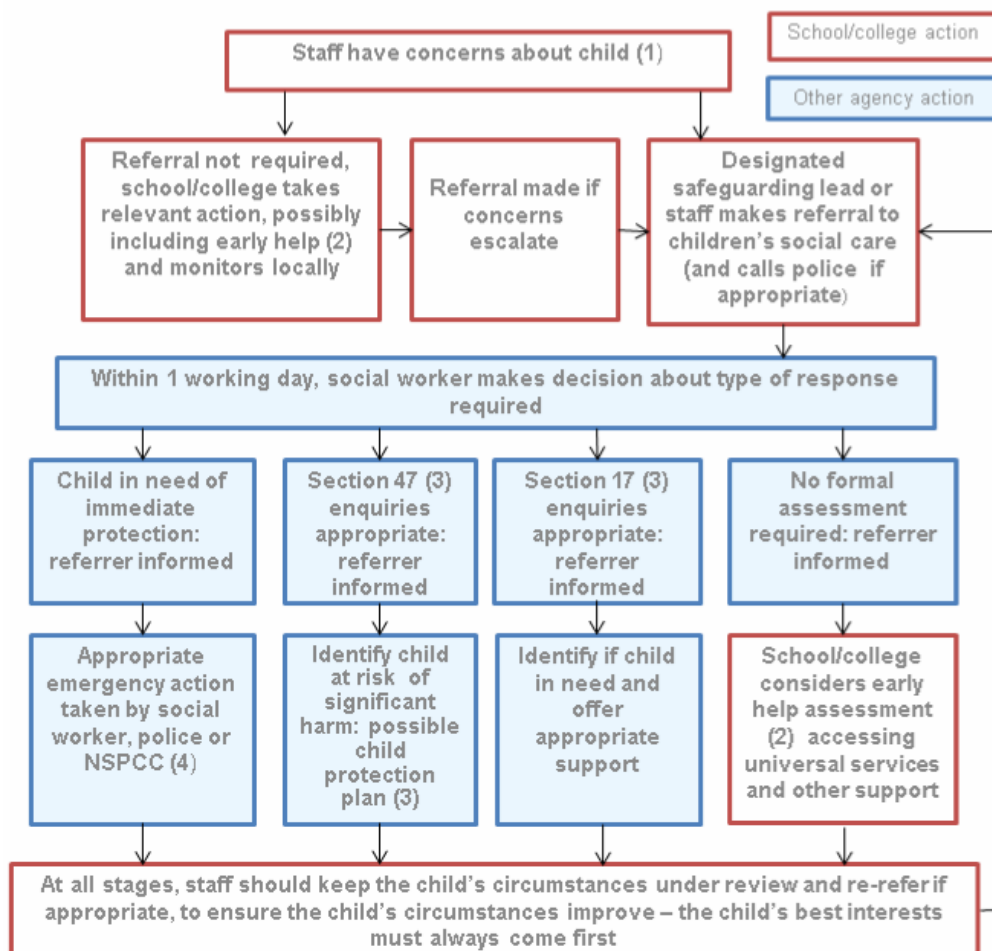 School/college action
Staff have concerns about child (1)
Other agency action
Referral not required,
school/college takes
relevant action, possibly
including early help (2)
and monitors locally
Referral made if
concerns
escalate
Designated
safeguarding lead or
staff makes referral to
children's social care
(and calls police if
appropriate)
Within 1 working day, social worker makes decision about type of response
required
Child in need of
immediate
protection:
referrer informed
Section 47 (3)
enquiries
appropriate:
referrer
informed
Section 17 (3)
enquiries
appropriate:
referrer
informed
No formal
assessment
required: referrer
informed
Appropriate
emergency action
taken by social
worker, police or
NSPCC (4)
Identify child
at risk of
significant
harm: possible
child
protection
plan (3)
Identify if child
in need and
offer
appropriate
support
School/college
considers early
help assessment
(2) accessing
universal services
and other support
At all stages, staff should keep the child's circumstances under review and re-refer if
appropriate, to ensure the child's circumstances improve – the child's best interests
must always come first